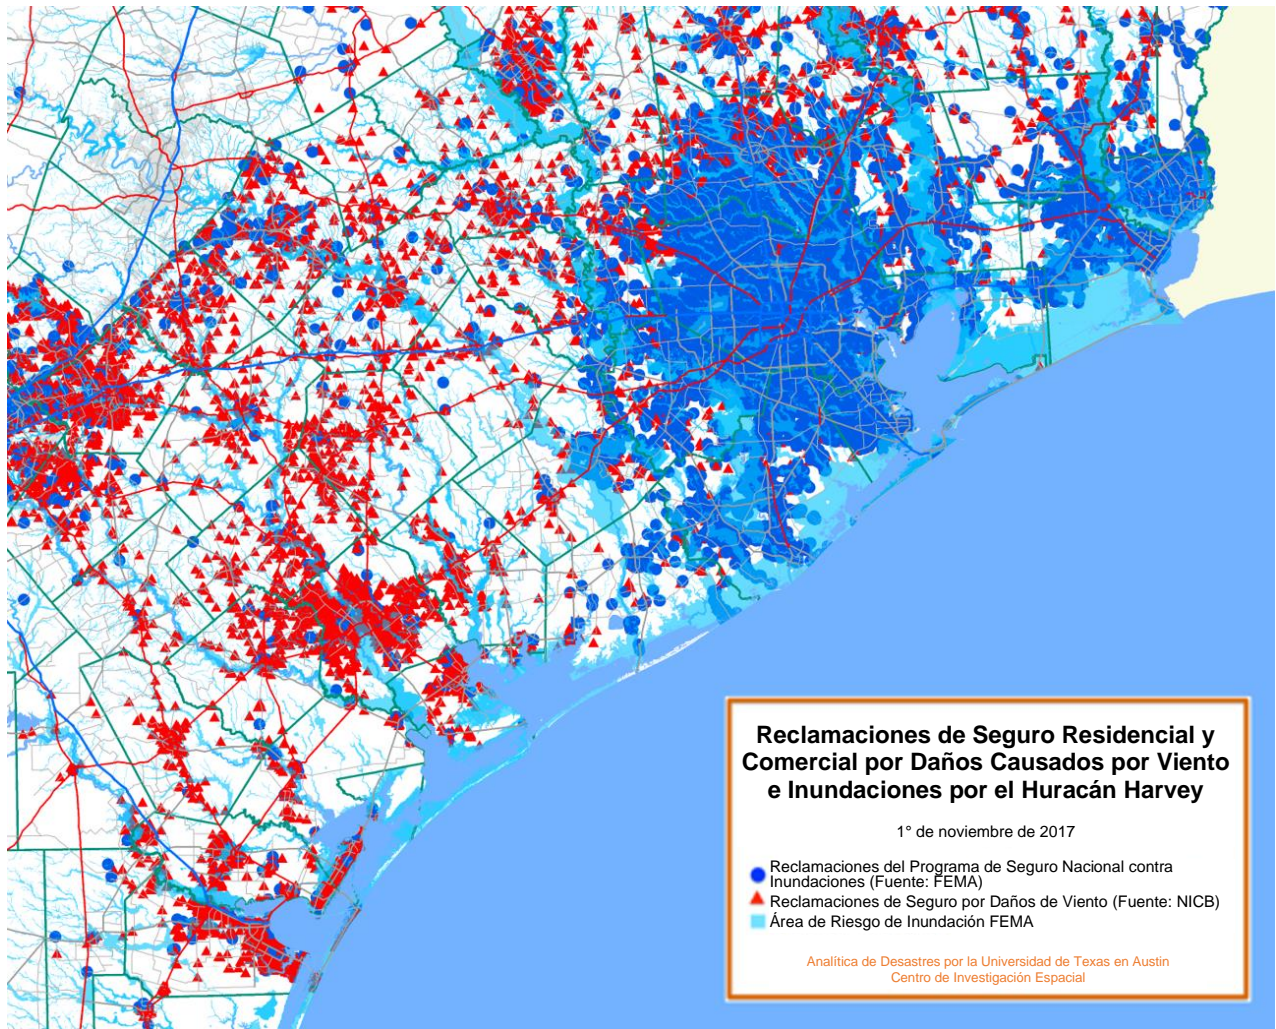 Reclamaciones de Seguro Residencial y
Comercial por Daños Causados por Viento
e Inundaciones por el Huracán Harvey
1° de noviembre de 2017
Reclamaciones del Programa de Seguro Nacional contra
Inundaciones (Fuente: FEMA)
Reclamaciones de Seguro por Daños de Viento (Fuente: NICB)
Área de Riesgo de Inundación FEMA
Analítica de Desastres por la Universidad de Texas en Austin
Centro de Investigación Espacial